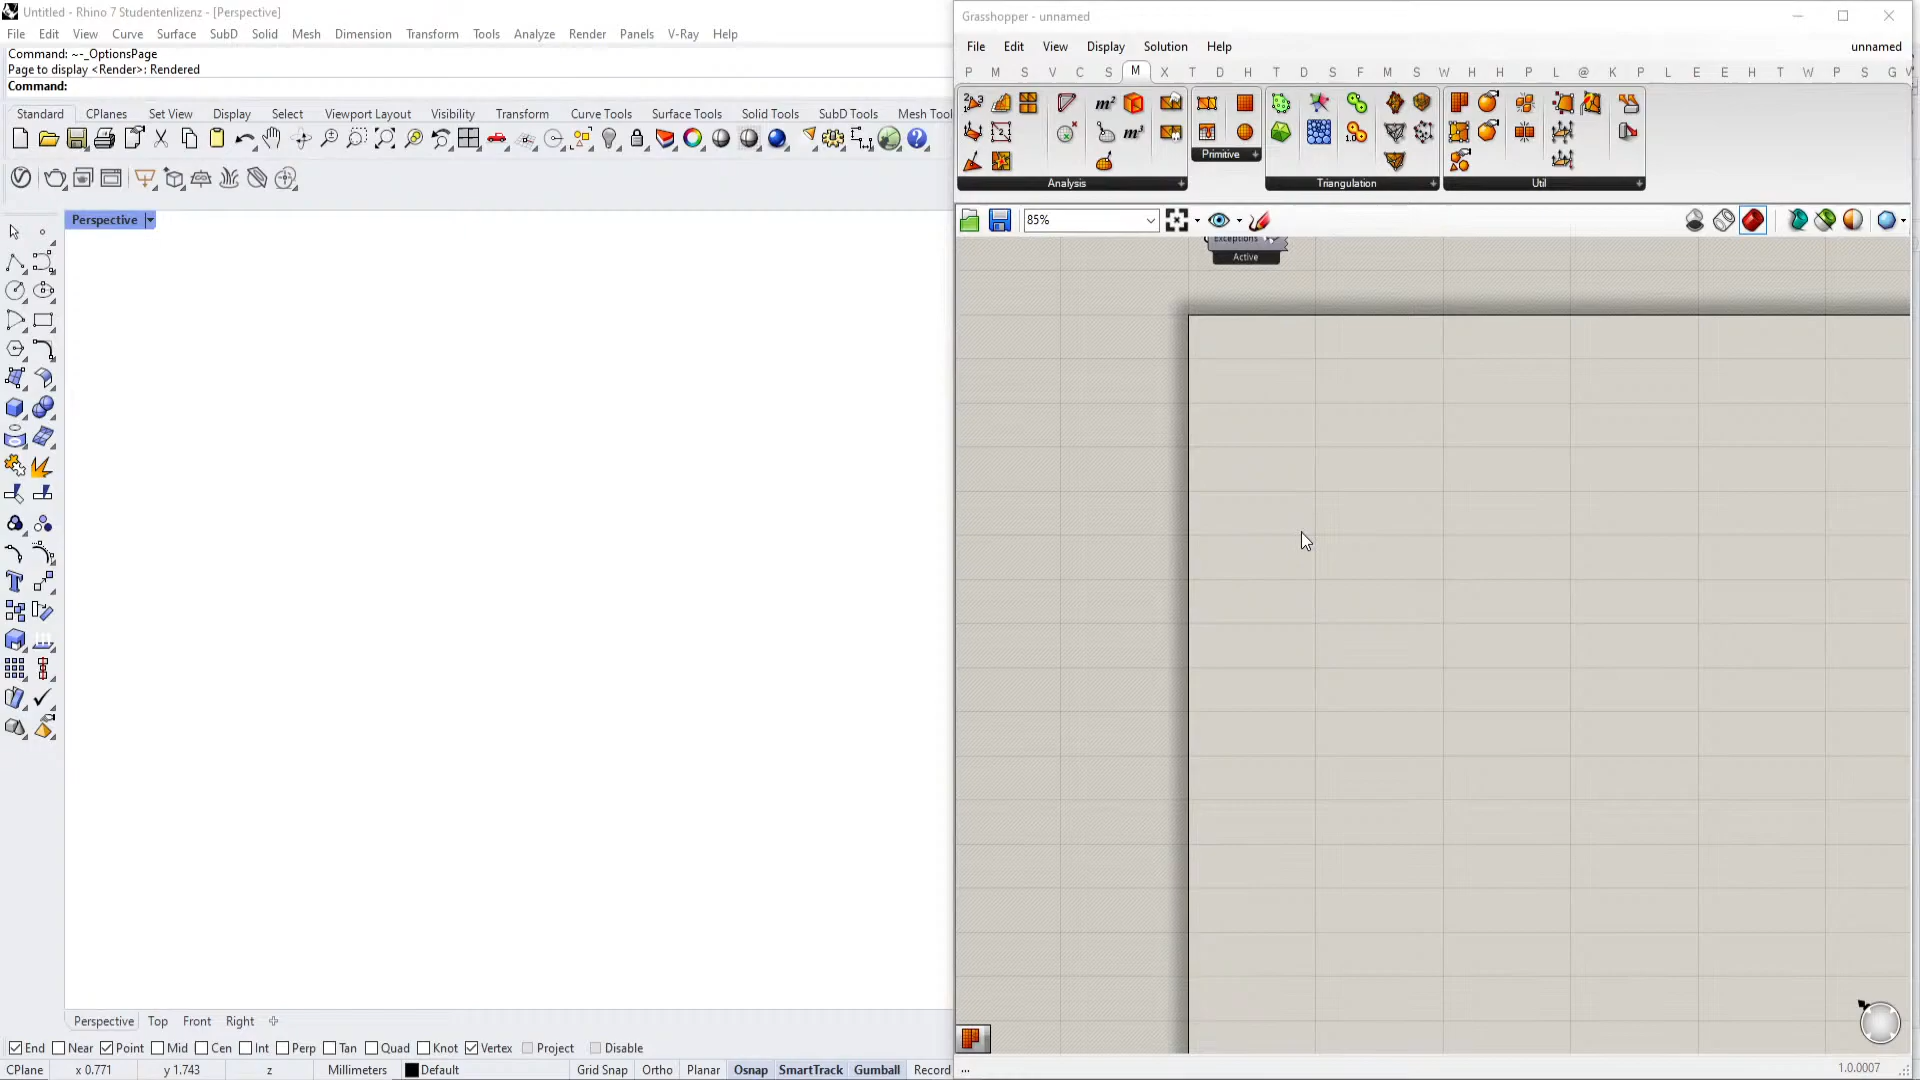 Untitled - Rhino 7 Studentenlizenz - [Perspective]
File Edit View Curve Surface SubD Solid Mesh Dimension Transform Tools Analyze Render Panels V-Ray Help
Command: ~-_OptionsPage
Page to display <Render>: Rendered
Command:
Standard CPlanes Set View Display Select Viewport Layout Visibility Transform Curve Tools Surface Tools Solid Tools SubD Tools Mesh Tool
Perspective
Perspective Top Front Right
End Near Point Mid Cen Int Perp Tan Quad Knot Vertex Project Disable
CPlane x 0.771 y 1.743 z Millimeters Default Grid Snap Ortho Planar Osnap SmartTrack Gumball Record
Grasshopper - unnamed
File Edit View Display Solution Help unnamed
P M S V C S M X T D H T D S F M S W H H P L @ K P L E E H T W P S G V
Primitive
Analysis Triangulation Util
85%
Exceptions
Active
... 1.0.0007